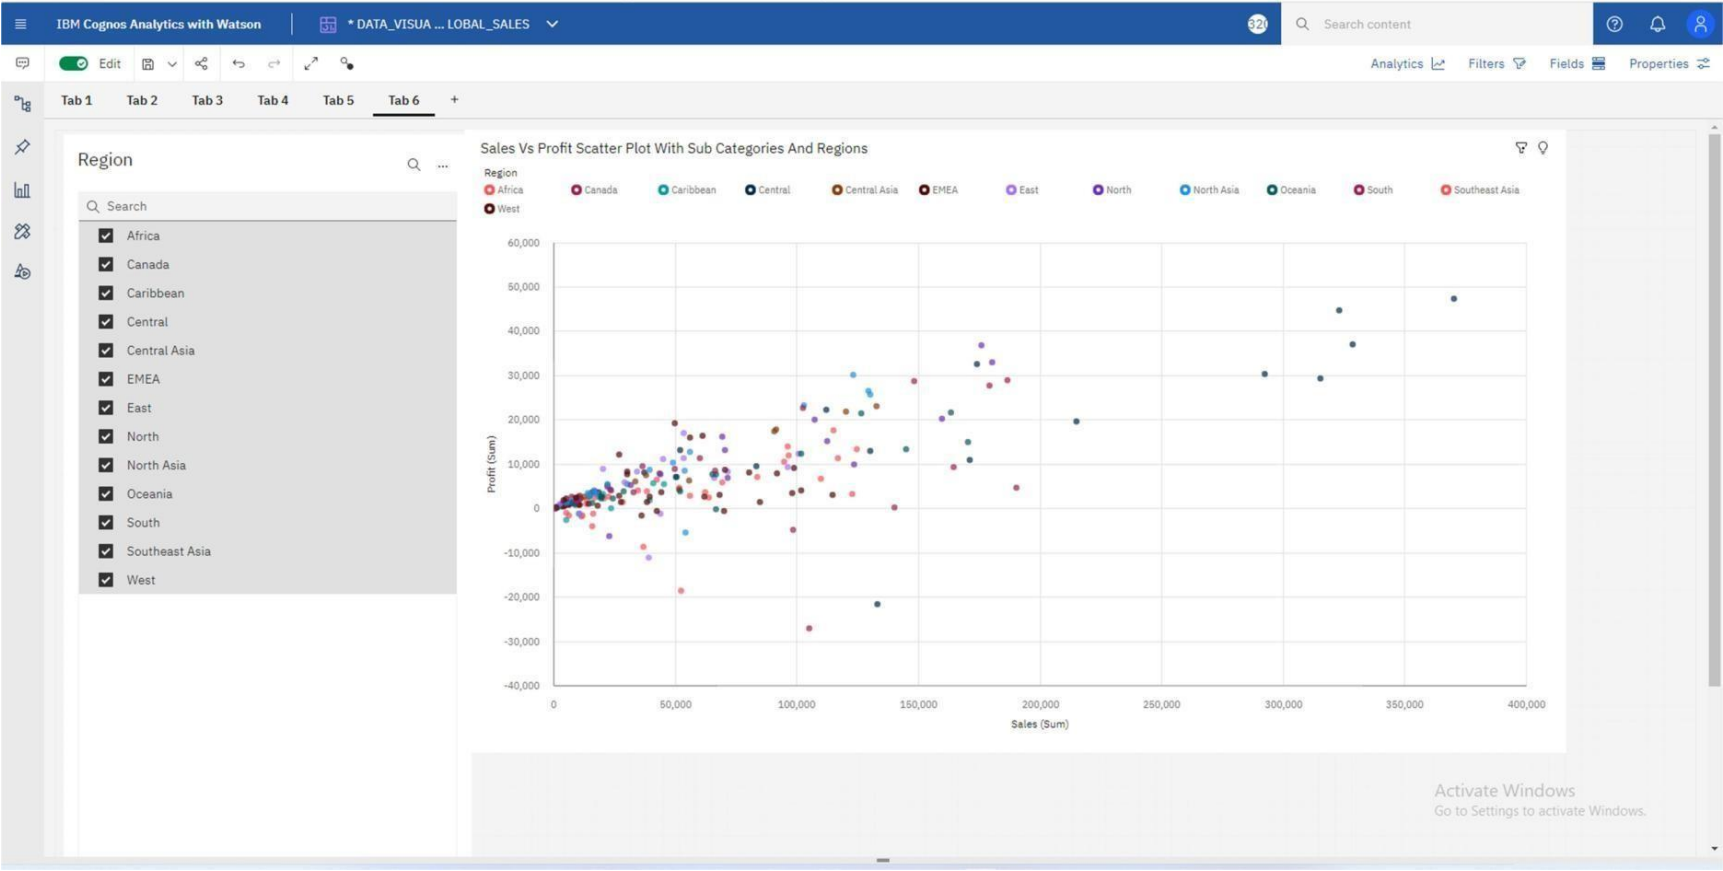 IBM Cognos Analytics with Watson
* DATA_VISUA ... LOBAL_SALES
320
Search content
Edit
Analytics
Filters
Fields
Properties
Tab 1
Tab 2
Tab 3
Tab 4
Tab 5
Tab 6
+
Region
...
Search
Africa
Canada
Caribbean
Central
Central Asia
EMEA
East
North
North Asia
Oceania
South
Southeast Asia
West
Sales Vs Profit Scatter Plot With Sub Categories And Regions
Region
Africa
Canada
Caribbean
Central
Central Asia
EMEA
East
North
North Asia
Oceania
South
Southeast Asia
West
60,000
50,000
40,000
30,000
20,000
10,000
0
-10,000
-20,000
-30,000
-40,000
Profit (Sum)
0
50,000
100,000
150,000
200,000
250,000
300,000
350,000
400,000
Sales (Sum)
Activate Windows
Go to Settings to activate Windows.